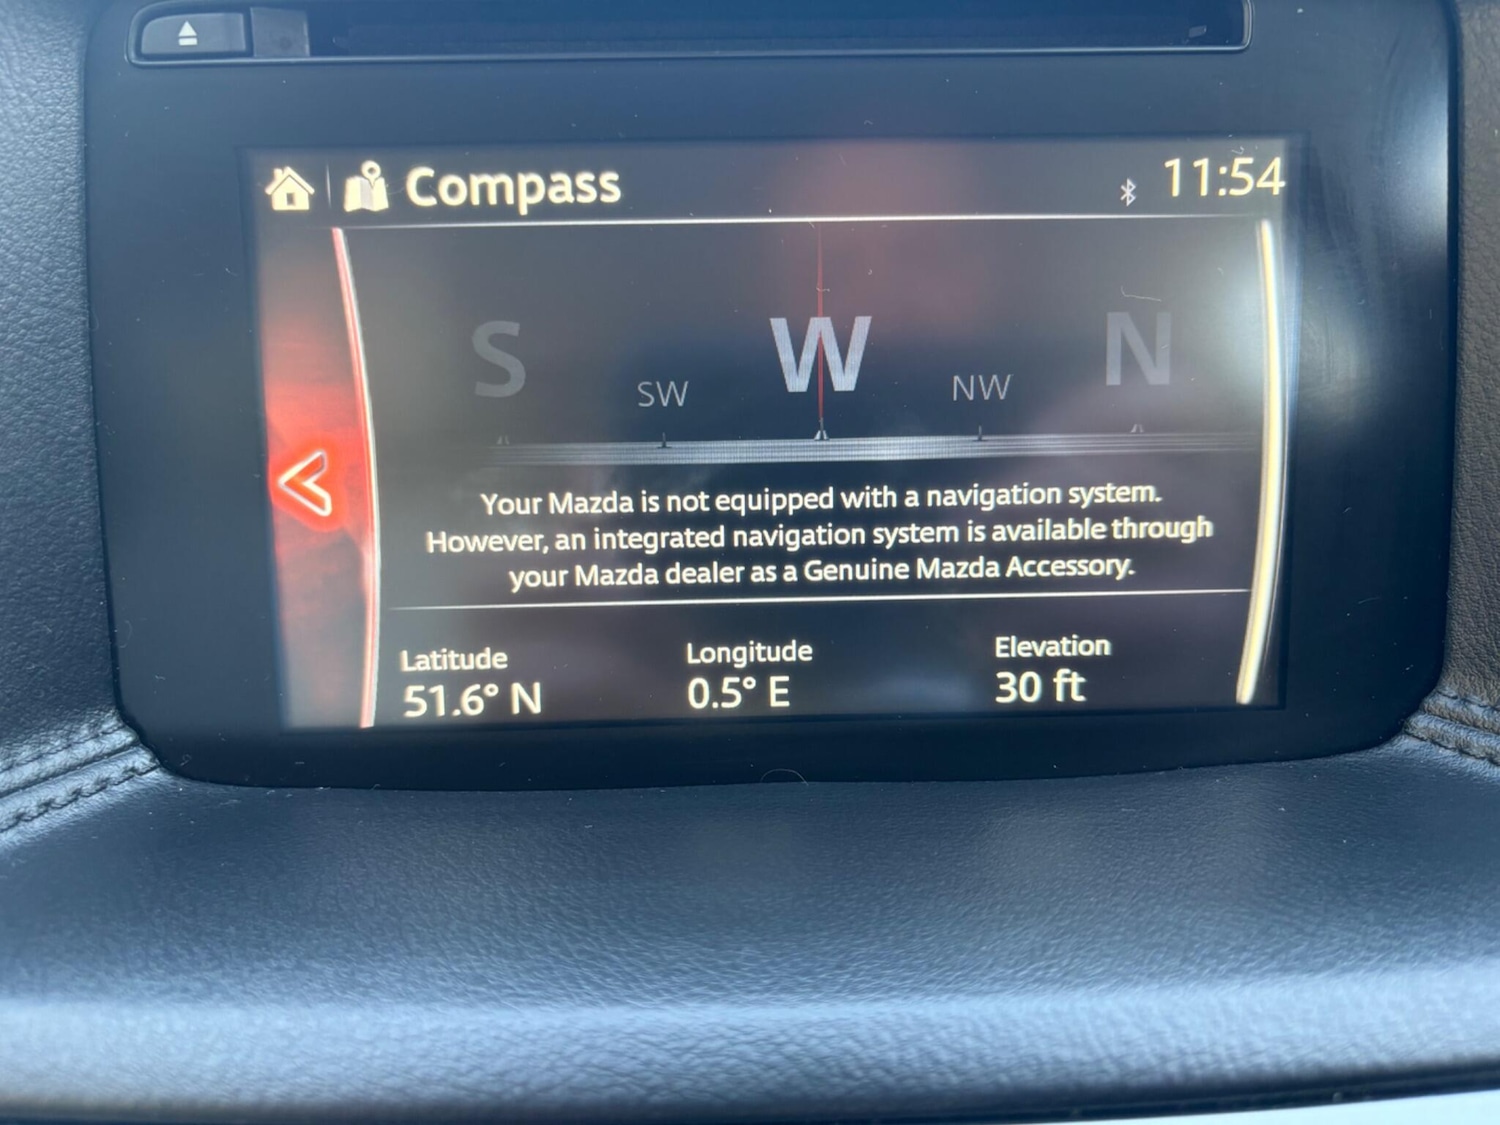 Compass
11:54
S
SW
W
NW
N
Your Mazda is not equipped with a navigation system.
However, an integrated navigation system is available through
your Mazda dealer as a Genuine Mazda Accessory.
Latitude
Longitude
Elevation
51.6° N
0.5° E
30 ft